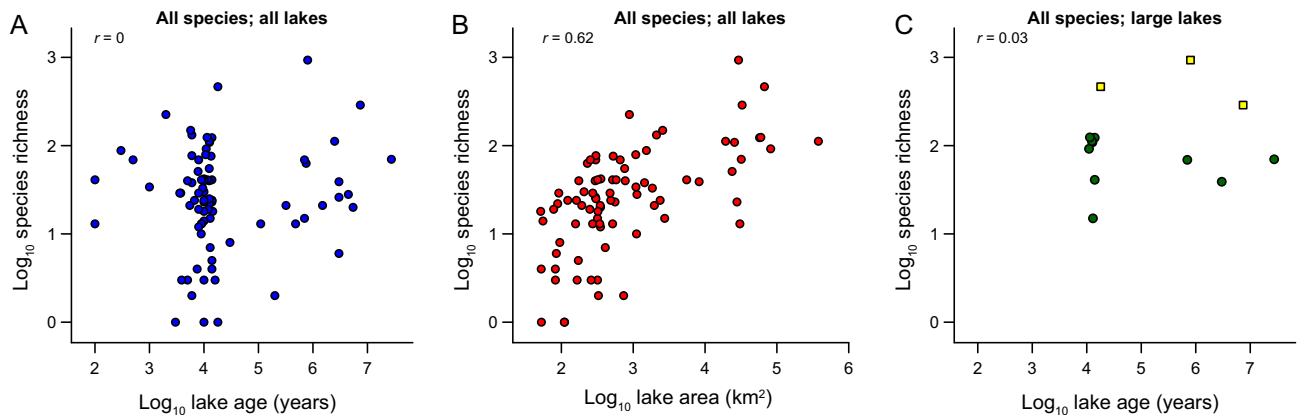 A
All species; all lakes
r = 0
3
2
1
0
Log10 species richness
2 3 4 5 6 7
Log10 lake age (years)
B
All species; all lakes
r = 0.62
3
2
1
0
Log10 species richness
2 3 4 5 6
Log10 lake area (km²)
C
All species; large lakes
r = 0.03
3
2
1
0
Log10 species richness
2 3 4 5 6 7
Log10 lake age (years)